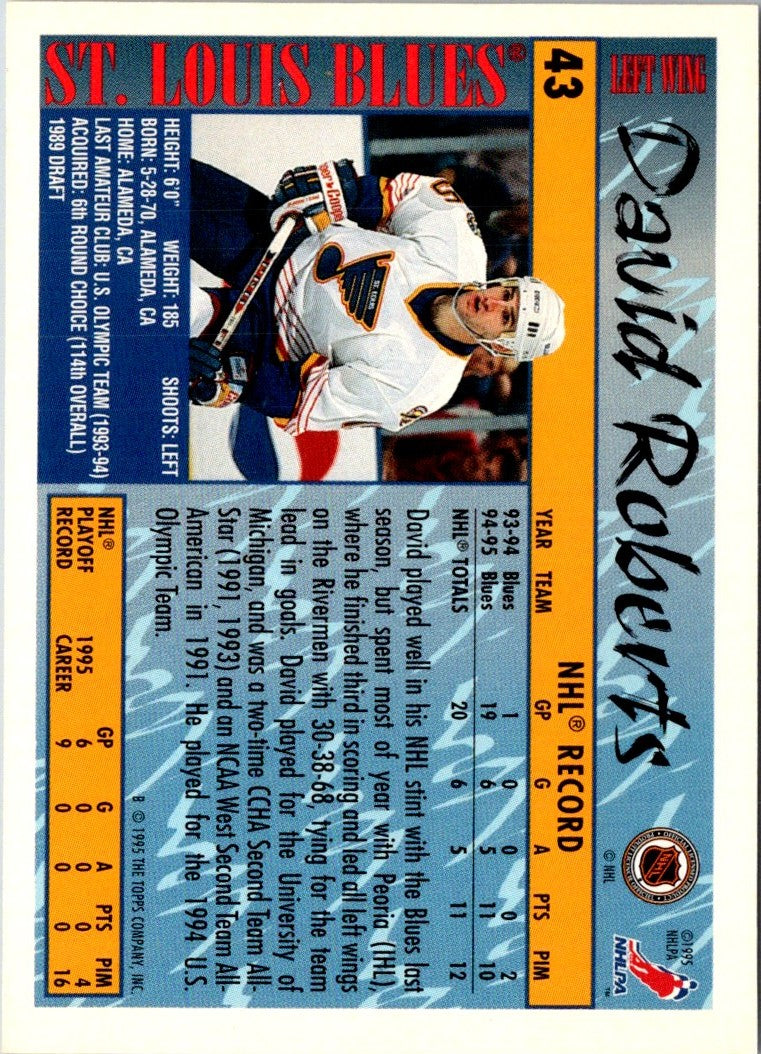 LEFT WING
David Roberts
©1995
NHLPA
NHLPA™
NHL
© NHL
43
NHL® RECORD
YEAR TEAM GP G A PTS PIM
93-94 Blues 1 0 0 0 2
94-95 Blues 19 6 5 11 10
NHL® TOTALS 20 6 5 11 12
David played well in his NHL stint with the Blues last
season, but spent most of year with Peoria (IHL),
where he finished third in scoring and led all left wings
on the Rivermen with 30-38-68, tying for the team
lead in goals. David played for the University of
Michigan, and was a two-time CCHA Second Team All-
Star (1991, 1993) and an NCAA West Second Team All-
American in 1991. He played for the 1994 U.S.
Olympic Team.
B © 1995 THE TOPPS COMPANY, INC.
NHL® PLAYOFF RECORD
GP G A PTS PIM
1995 6 0 0 0 4
CAREER 9 0 0 0 16
ST. LOUIS BLUES®
HEIGHT: 6'0" WEIGHT: 185 SHOOTS: LEFT
BORN: 5-28-70, ALAMEDA, CA
HOME: ALAMEDA, CA
LAST AMATEUR CLUB: U.S. OLYMPIC TEAM (1993-94)
ACQUIRED: 6th ROUND CHOICE (114th OVERALL)
1989 DRAFT